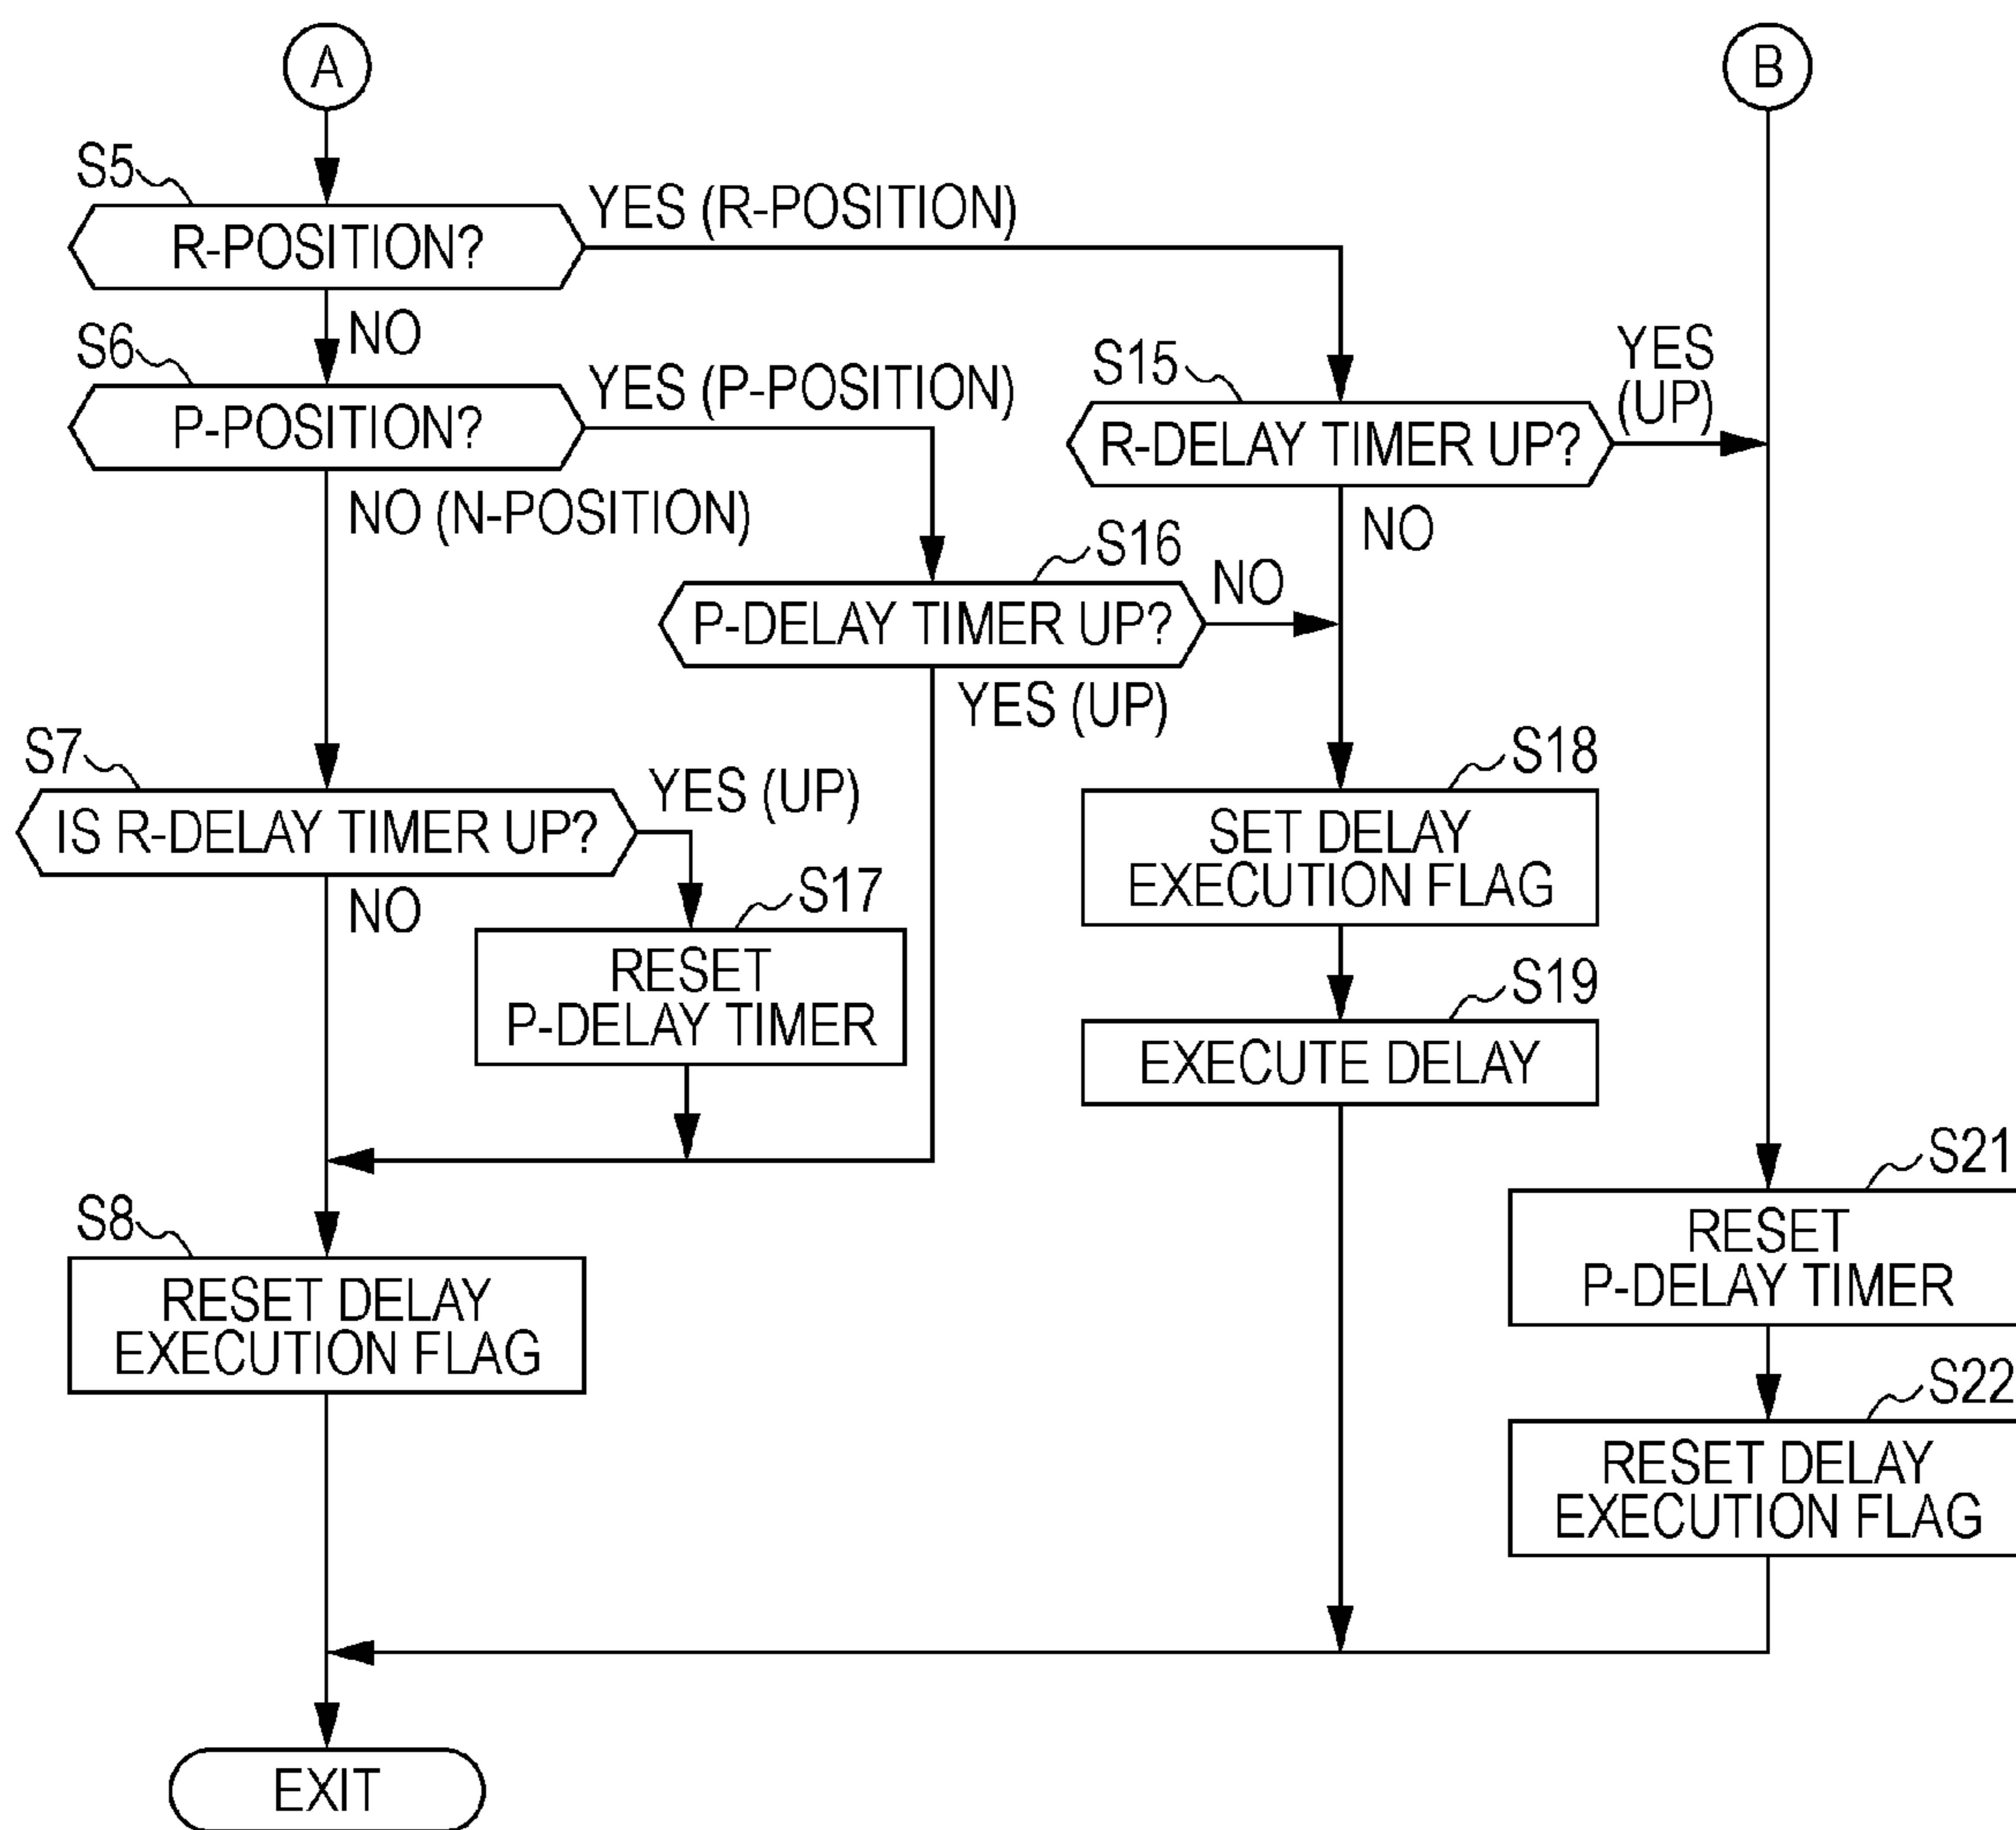 A
B
S5
R-POSITION?
YES (R-POSITION)
NO
S6
P-POSITION?
YES (P-POSITION)
NO (N-POSITION)
S15
R-DELAY TIMER UP?
YES
(UP)
NO
S16
P-DELAY TIMER UP?
NO
YES (UP)
S7
IS R-DELAY TIMER UP?
YES (UP)
NO
S17
RESET
P-DELAY TIMER
S18
SET DELAY
EXECUTION FLAG
S19
EXECUTE DELAY
S8
RESET DELAY
EXECUTION FLAG
S21
RESET
P-DELAY TIMER
S22
RESET DELAY
EXECUTION FLAG
EXIT